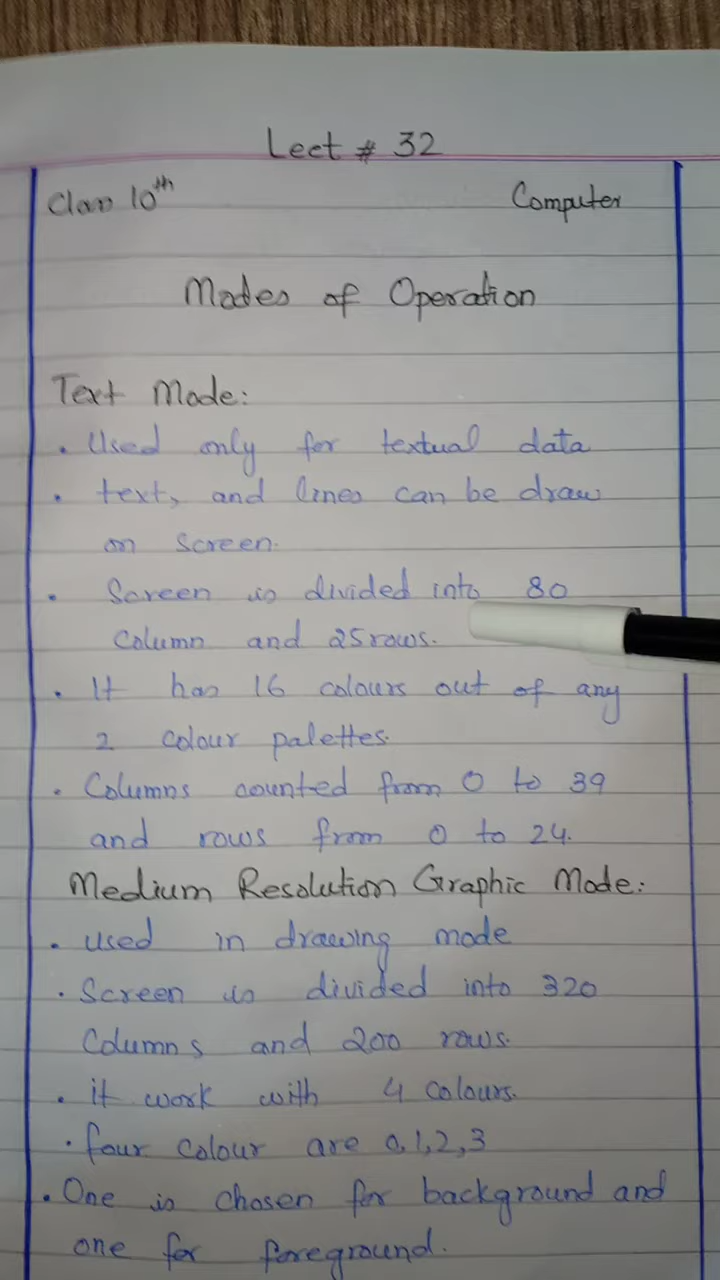 Lect # 32
Class 10th Computer
Modes of Operation
Text Mode:
. Used only for textual data
. text, and lines can be draw
on screen.
. Screen is divided into 80
Column and 25 rows.
. It has 16 colours out of any
2 colour palettes.
. Columns counted from 0 to 39
and rows from 0 to 24.
Medium Resolution Graphic Mode:
. used in drawing mode
. Screen is divided into 320
Columns and 200 rows.
. it work with 4 colours.
. four colour are 0,1,2,3
. One is chosen for background and
one for foreground.